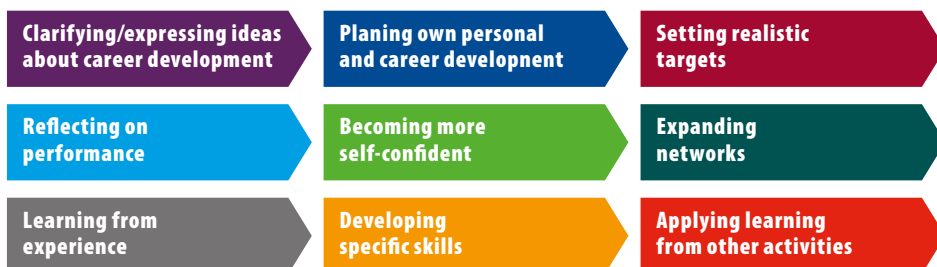 Clarifying/expressing ideas
about career development
Planing own personal
and career developnent
Setting realistic
targets
Reflecting on
performance
Becoming more
self-confident
Expanding
networks
Learning from
experience
Developing
specific skills
Applying learning
from other activities